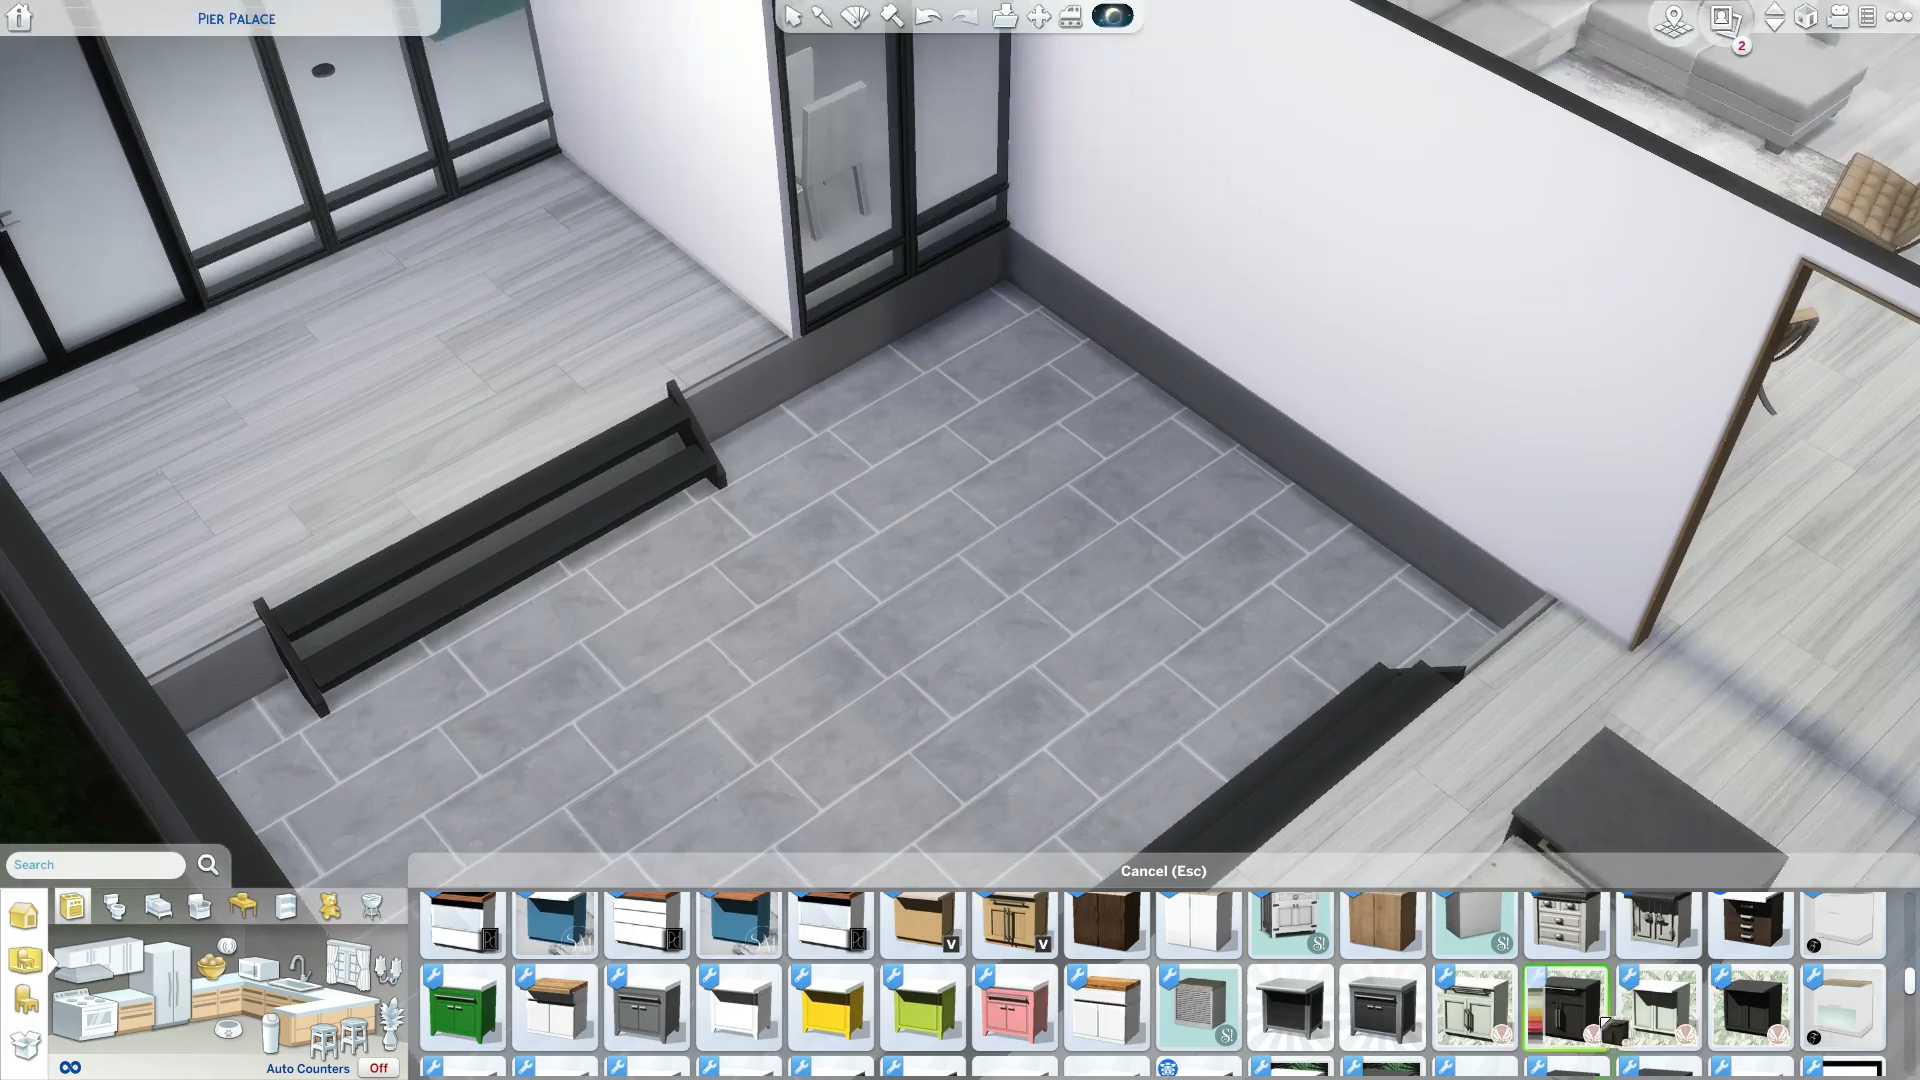 PIER PALACE
2
Search
Cancel (Esc)
V
V
S!
S!
S!
Auto Counters Off